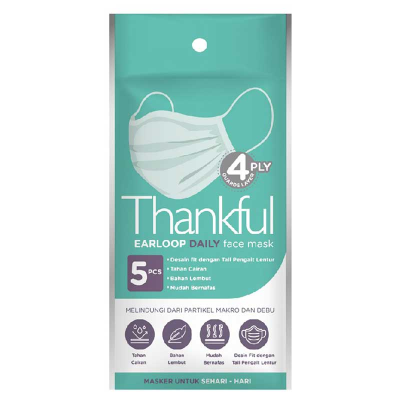 4 PLY
GUARDS LAYER
Thankful
EARLOOP DAILY face mask
5 PCS
• Desain fit dengan Tali Pengait Lentur
• Tahan Cairan
• Bahan Lembut
• Mudah Bernafas
MELINDUNGI DARI PARTIKEL MAKRO DAN DEBU
Tahan
Cairan
Bahan
Lembut
Mudah
Bernafas
Desain Fit dengan
Tali Pengait Lentur
MASKER UNTUK SEHARI - HARI